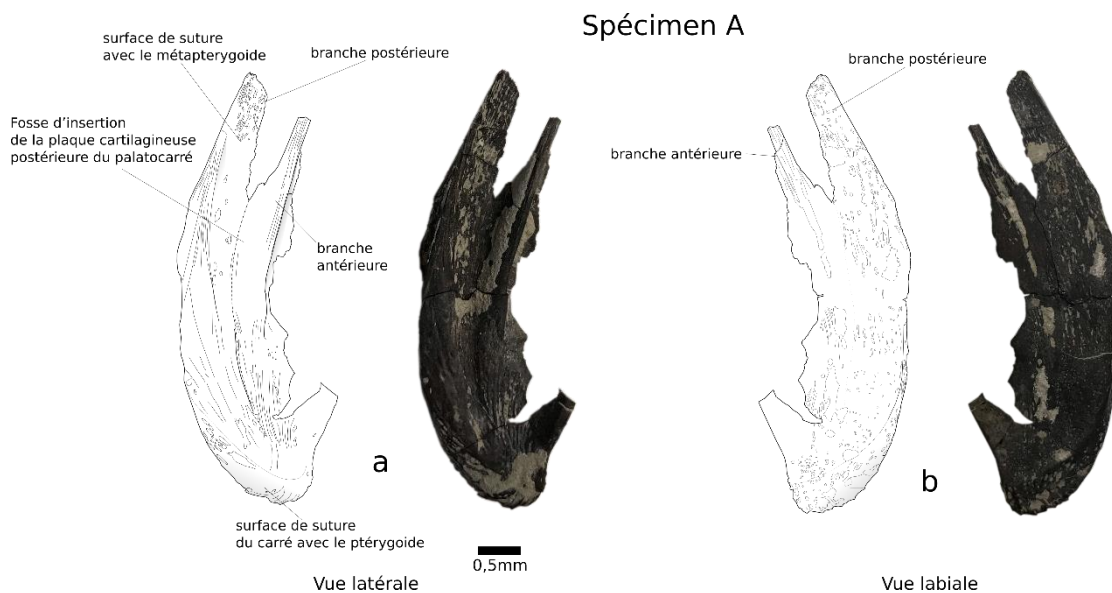 Spécimen A
surface de suture
avec le métapterygoide
branche postérieure
Fosse d'insertion
de la plaque cartilagineuse
postérieure du palatocarré
branche
antérieure
a
surface de suture
du carré avec le ptérygoide
0,5mm
Vue latérale
branche postérieure
branche antérieure
b
Vue labiale